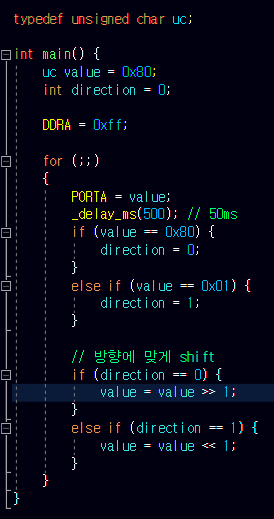 typedef unsigned char uc;
int main() {
uc value = 0x80;
int direction = 0;
DDRA = 0xff;
for (;;)
{
PORTA = value;
_delay_ms(500); // 50ms
if (value == 0x80) {
direction = 0;
}
else if (value == 0x01) {
direction = 1;
}
// 방향에 맞게 shift
if (direction == 0) {
value = value >> 1;
}
else if (direction == 1) {
value = value << 1;
}
}
}